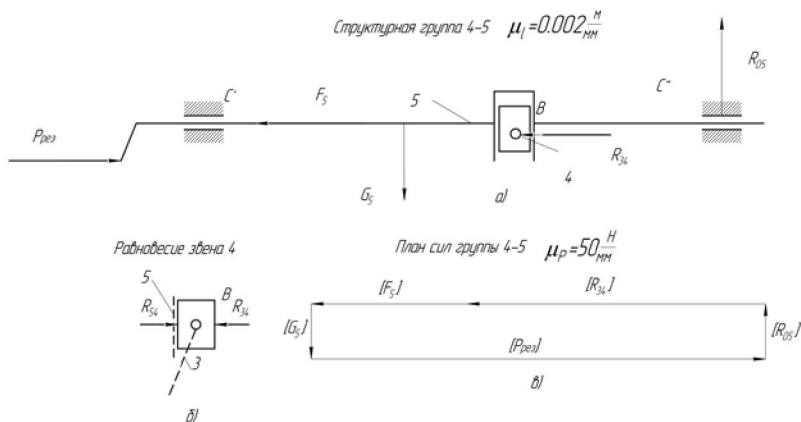 Структурная группа 4-5 μₗ=0.002 м/мм
R₀₅
C'
F₅
5
B
C''
Pрез
R₃₄
4
G₅
а)
Равновесие звена 4
План сил группы 4-5 μₚ=50 Н/мм
5
B
R₅₄
R₃₄
3
б)
[F₅]
[R₃₄]
[G₅]
[R₀₅]
[Pрез]
в)